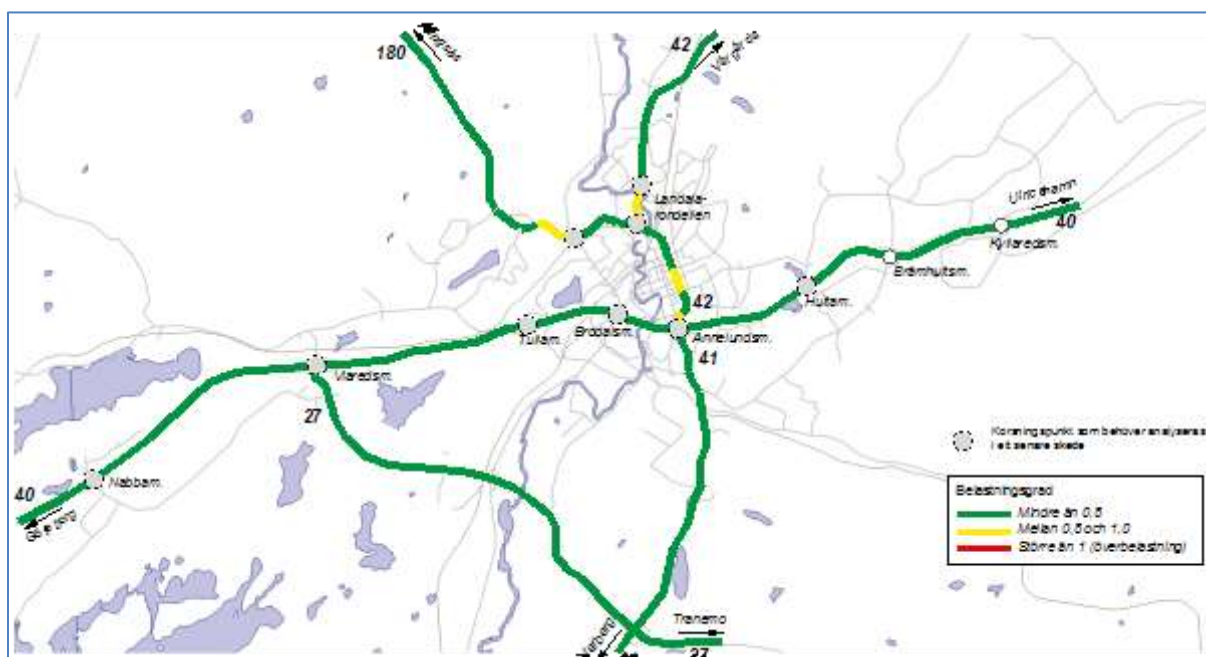 180
42
Landala-
rondellen
Ulricehamn
40
Kyllaredsm.
Brämhultsm.
Hultam.
42
Annelundsm.
41
Brodalsm.
Tullam.
Viaredsm.
27
Nabbam.
40
Göteborg
Korsningspunkt som behöver analyseras
i ett senare skede
Belastningsgrad
Mindre än 0,8
Mellan 0,8 och 1,0
Större än 1 (överbelastning)
Tranemo
Varberg
27